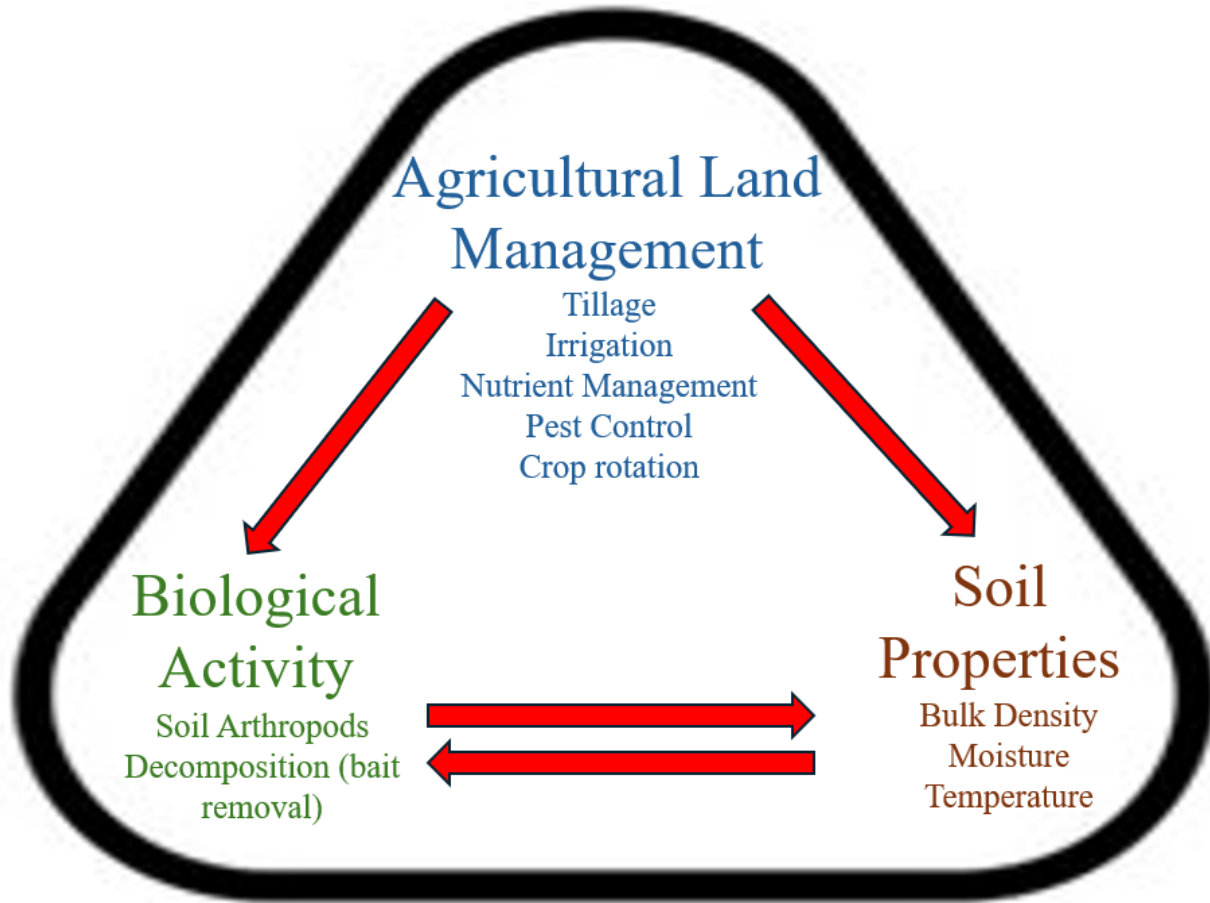 Agricultural Land
Management
Tillage
Irrigation
Nutrient Management
Pest Control
Crop rotation
Biological
Activity
Soil Arthropods
Decomposition (bait
removal)
Soil
Properties
Bulk Density
Moisture
Temperature